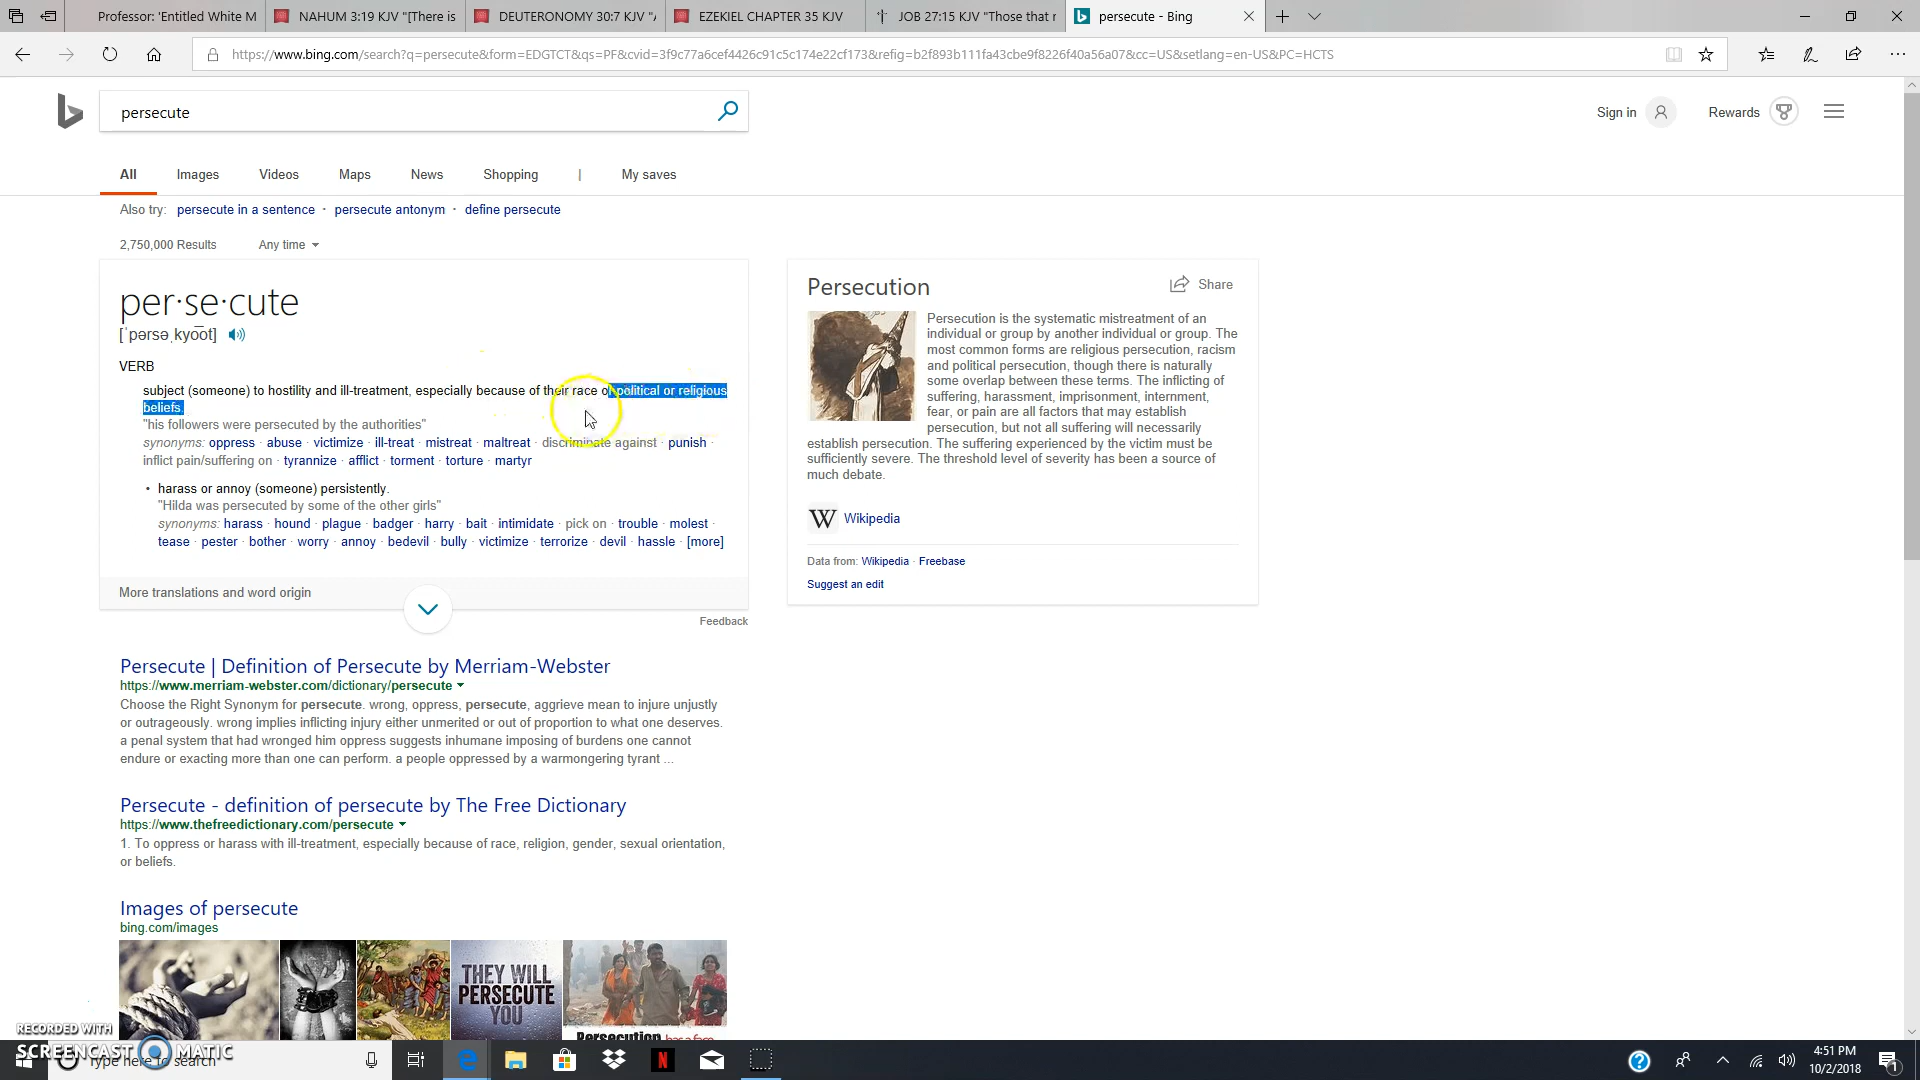 Professor: 'Entitled White M
NAHUM 3:19 KJV "[There is
DEUTERONOMY 30:7 KJV "A
EZEKIEL CHAPTER 35 KJV
JOB 27:15 KJV "Those that r
persecute - Bing
https://www.bing.com/search?q=persecute&form=EDGTCT&qs=PF&cvid=3f9c77a6cef4426c91c5c174e22cf173&refig=b2f893b111fa43cbe9f8226f40a56a07&cc=US&setlang=en-US&PC=HCTS
persecute
Sign in
Rewards
All Images Videos Maps News Shopping | My saves
Also try: persecute in a sentence · persecute antonym · define persecute
2,750,000 Results Any time
per·se·cute
[ˈpərsəˌkyo͞ot]
VERB
subject (someone) to hostility and ill-treatment, especially because of their race or political or religious
beliefs.
"his followers were persecuted by the authorities"
synonyms: oppress · abuse · victimize · ill-treat · mistreat · maltreat · discriminate against · punish ·
inflict pain/suffering on · tyrannize · afflict · torment · torture · martyr
• harass or annoy (someone) persistently.
"Hilda was persecuted by some of the other girls"
synonyms: harass · hound · plague · badger · harry · bait · intimidate · pick on · trouble · molest ·
tease · pester · bother · worry · annoy · bedevil · bully · victimize · terrorize · devil · hassle · [more]
More translations and word origin
Feedback
Persecution
Share
Persecution is the systematic mistreatment of an
individual or group by another individual or group. The
most common forms are religious persecution, racism
and political persecution, though there is naturally
some overlap between these terms. The inflicting of
suffering, harassment, imprisonment, internment,
fear, or pain are all factors that may establish
persecution, but not all suffering will necessarily
establish persecution. The suffering experienced by the victim must be
sufficiently severe. The threshold level of severity has been a source of
much debate.
W Wikipedia
Data from: Wikipedia · Freebase
Suggest an edit
Persecute | Definition of Persecute by Merriam-Webster
https://www.merriam-webster.com/dictionary/persecute
Choose the Right Synonym for persecute. wrong, oppress, persecute, aggrieve mean to injure unjustly
or outrageously. wrong implies inflicting injury either unmerited or out of proportion to what one deserves.
a penal system that had wronged him oppress suggests inhumane imposing of burdens one cannot
endure or exacting more than one can perform. a people oppressed by a warmongering tyrant ...
Persecute - definition of persecute by The Free Dictionary
https://www.thefreedictionary.com/persecute
1. To oppress or harass with ill-treatment, especially because of race, religion, gender, sexual orientation,
or beliefs.
Images of persecute
bing.com/images
THEY WILL
PERSECUTE
YOU
Persecution has a face
RECORDED WITH
SCREENCAST MATIC
Type here to search
N
4:51 PM
10/2/2018
1